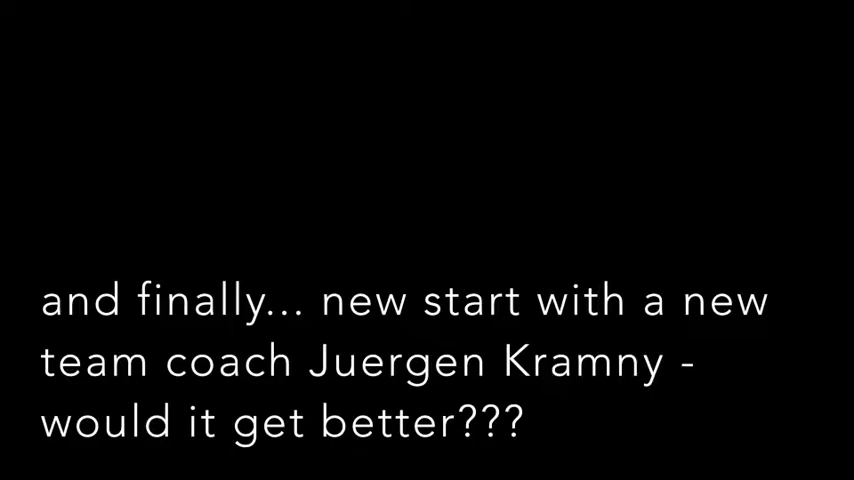 and finally... new start with a new
team coach Juergen Kramny -
would it get better???